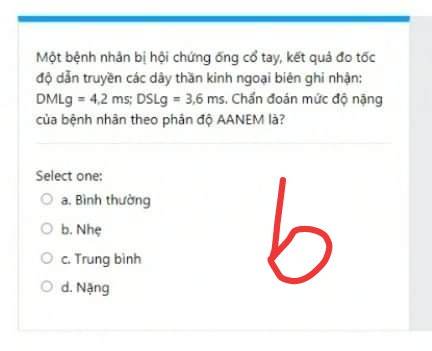 Một bệnh nhân bị hội chứng ống cổ tay, kết quả đo tốc
độ dẫn truyền các dây thần kinh ngoại biên ghi nhận:
DMLg = 4,2 ms; DSLg = 3,6 ms. Chẩn đoán mức độ nặng
của bệnh nhân theo phân độ AANEM là?
Select one:
a. Bình thường
b. Nhẹ
c. Trung bình
d. Nặng
b